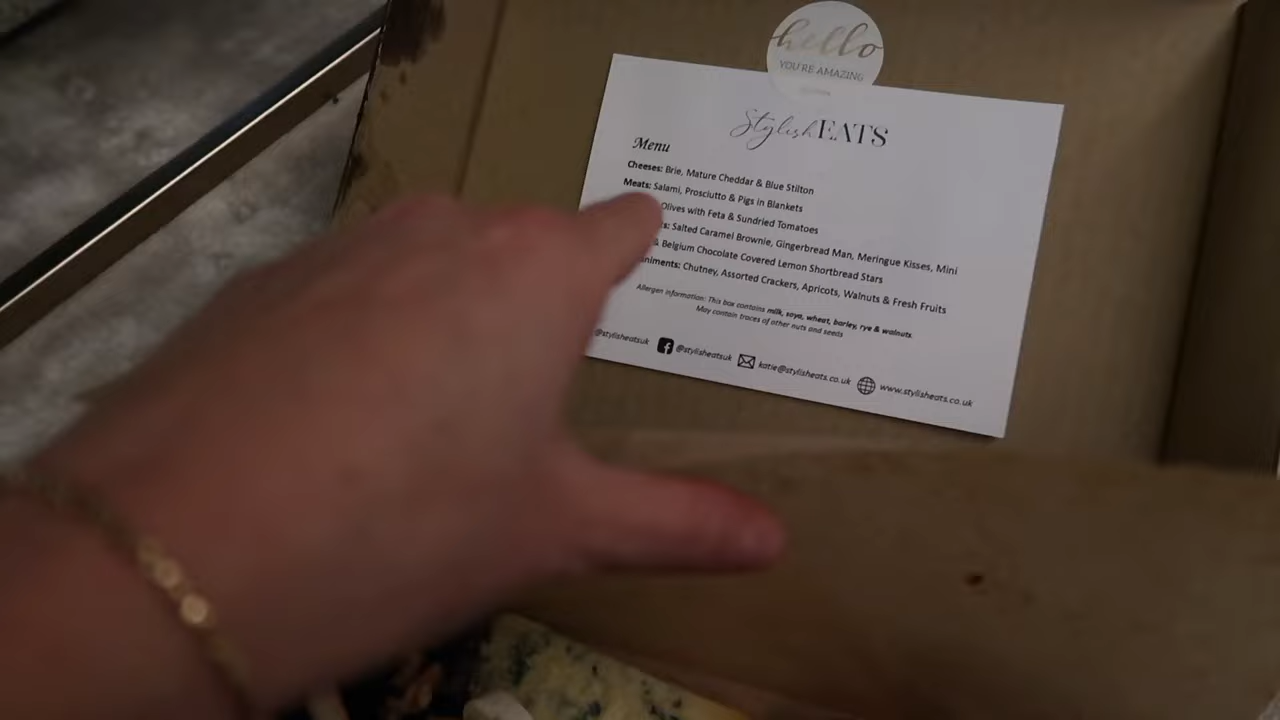 hello
YOU'RE AMAZING
Stylish EATS
Menu
Cheeses: Brie, Mature Cheddar & Blue Stilton
Meats: Salami, Prosciutto & Pigs in Blankets
Olives with Feta & Sundried Tomatoes
s: Salted Caramel Brownie, Gingerbread Man, Meringue Kisses, Mini
& Belgium Chocolate Covered Lemon Shortbread Stars
niments: Chutney, Assorted Crackers, Apricots, Walnuts & Fresh Fruits
Allergen information: This box contains milk, soya, wheat, barley, rye & walnuts.
May contain traces of other nuts and seeds
@stylisheatsuk @stylisheatsuk katie@stylisheats.co.uk www.stylisheats.co.uk